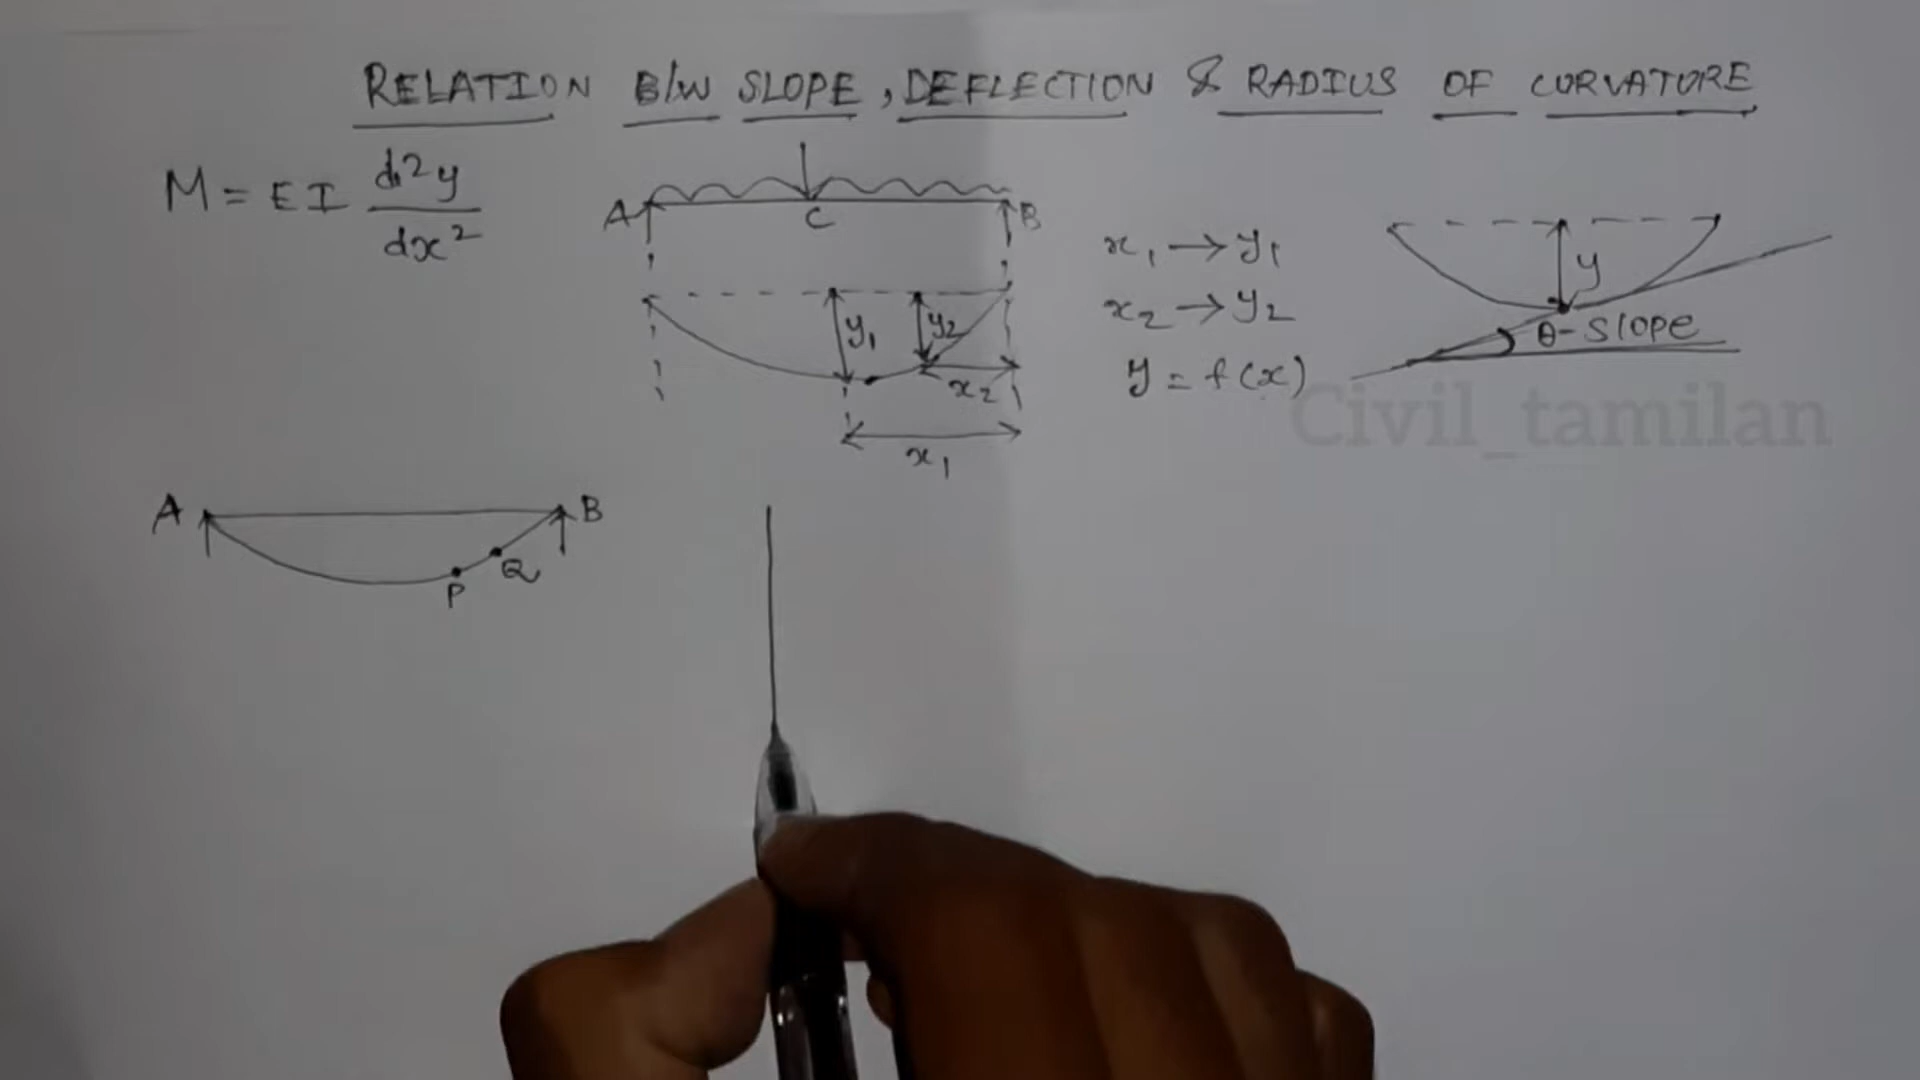 RELATION B/W SLOPE, DEFLECTION & RADIUS OF CURVATURE
M = EI d²y/dx²
A C B
y₁ y₂
x₂
x₁
x₁ → y₁
x₂ → y₂
y = f(x)
y
θ - Slope
Civil_tamilan
A B
P Q